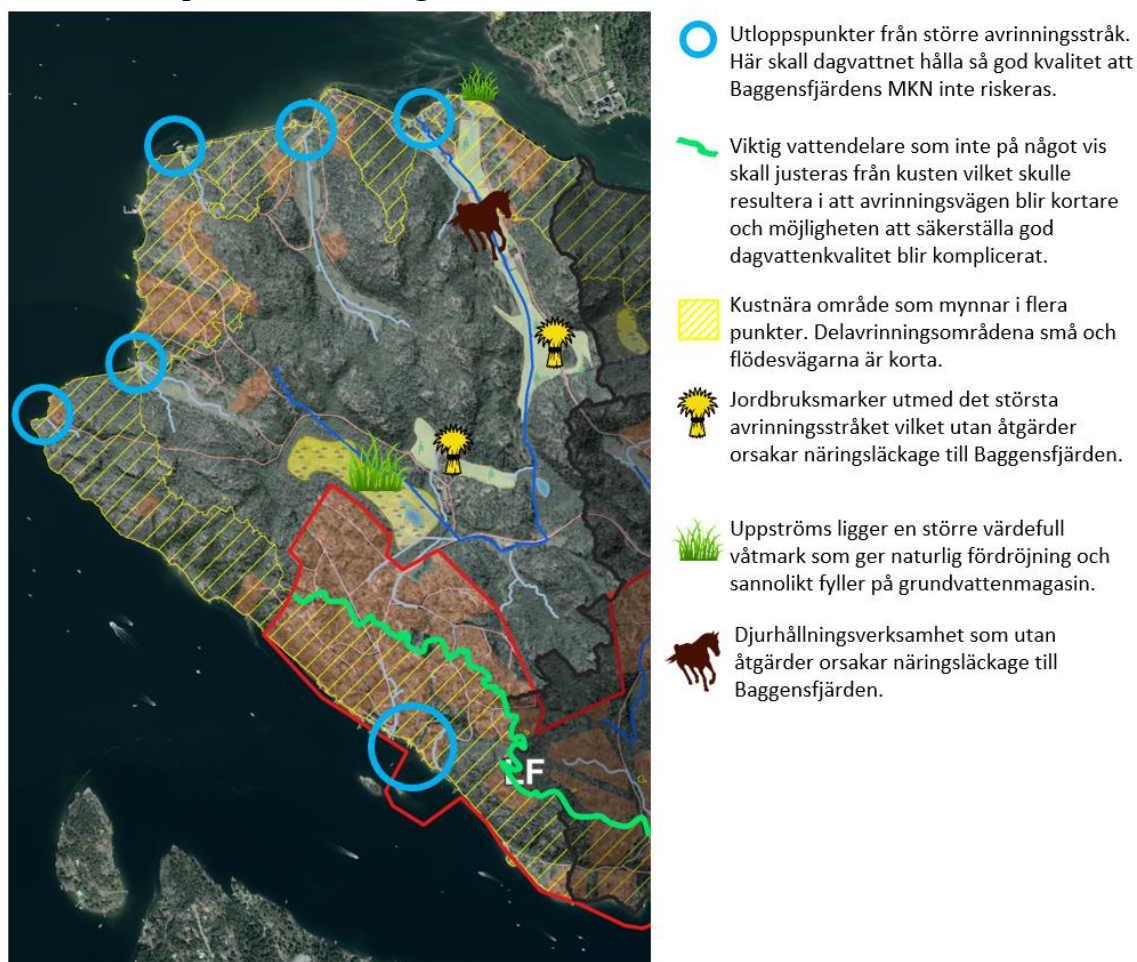 Utloppspunkter från större avrinningsstråk.
Här skall dagvattnet hålla så god kvalitet att
Baggensfjärdens MKN inte riskeras.
Viktig vattendelare som inte på något vis
skall justeras från kusten vilket skulle
resultera i att avrinningsvägen blir kortare
och möjligheten att säkerställa god
dagvattenkvalitet blir komplicerat.
Kustnära område som mynnar i flera
punkter. Delavrinningsområdena små och
flödesvägarna är korta.
Jordbruksmarker utmed det största
avrinningsstråket vilket utan åtgärder
orsakar näringsläckage till Baggensfjärden.
Uppströms ligger en större värdefull
våtmark som ger naturlig fördröjning och
sannolikt fyller på grundvattenmagasin.
Djurhållningsverksamhet som utan
åtgärder orsakar näringsläckage till
Baggensfjärden.